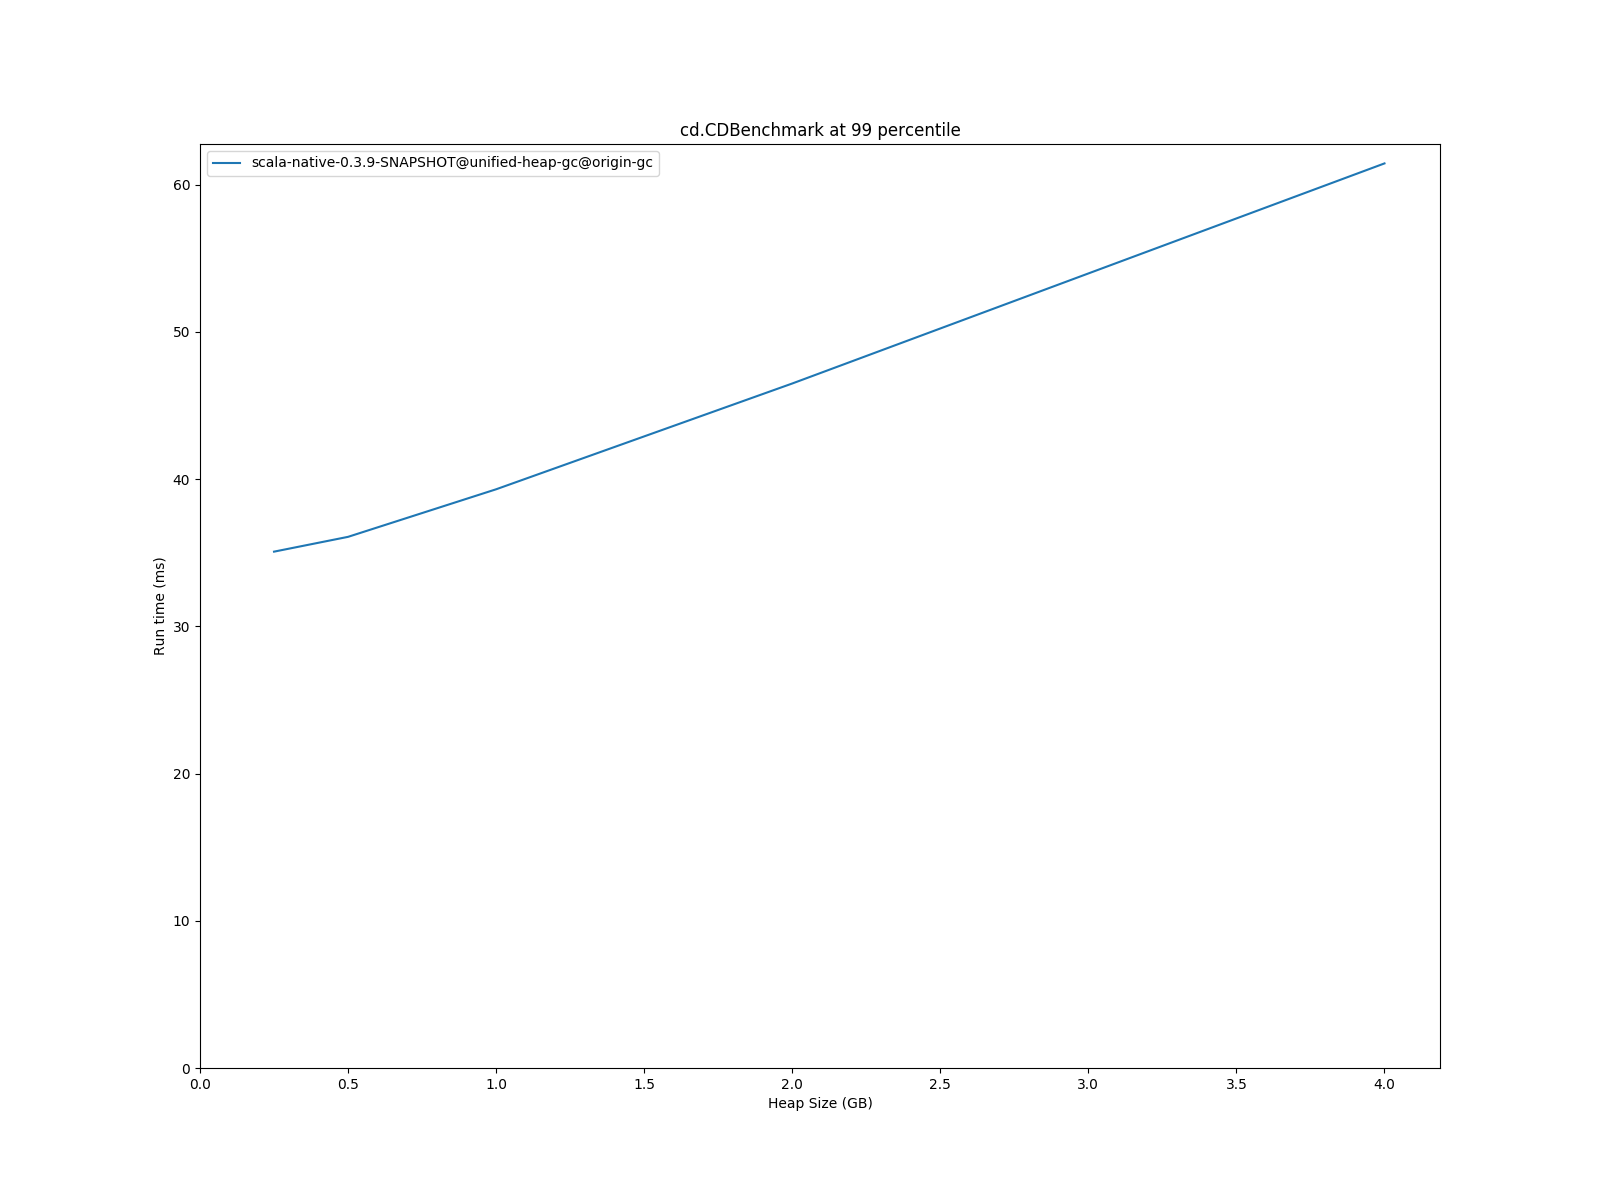 cd.CDBenchmark at 99 percentile
scala-native-0.3.9-SNAPSHOT@unified-heap-gc@origin-gc
60
50
40
30
20
10
0
Run time (ms)
0.0 0.5 1.0 1.5 2.0 2.5 3.0 3.5 4.0
Heap Size (GB)